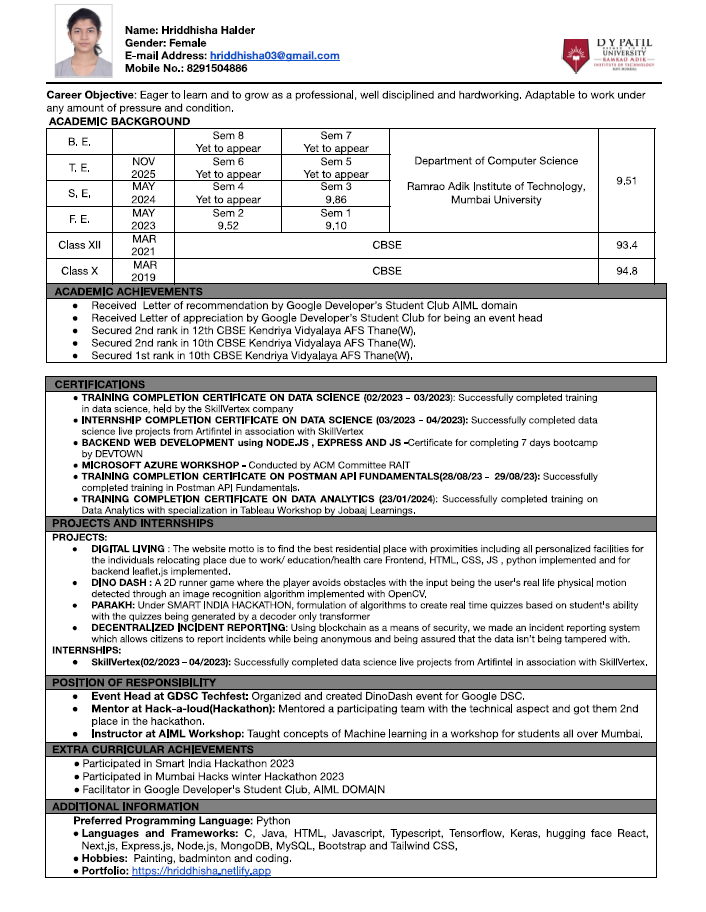 Name: Hriddhisha Halder
Gender: Female
E-mail Address: hriddhisha03@gmail.com
Mobile No.: 8291504886
D Y PATIL
UNIVERSITY
RAMRAO ADIK
INSTITUTE OF TECHNOLOGY
NAVI MUMBAI
Career Objective: Eager to learn and to grow as a professional, well disciplined and hardworking. Adaptable to work under
any amount of pressure and condition.
ACADEMIC BACKGROUND
B. E. Sem 8 Sem 7
Yet to appear Yet to appear
T. E. NOV Sem 6 Sem 5 Department of Computer Science
2025 Yet to appear Yet to appear
S, E, MAY Sem 4 Sem 3 Ramrao Adik Institute of Technology, 9,51
2024 Yet to appear 9,86 Mumbai University
F. E. MAY Sem 2 Sem 1
2023 9,52 9,10
Class XII MAR CBSE 93.4
2021
Class X MAR CBSE 94.8
2019
ACADEMIC ACHIEVEMENTS
● Received Letter of recommendation by Google Developer's Student Club AIML domain
● Received Letter of appreciation by Google Developer's Student Club for being an event head
● Secured 2nd rank in 12th CBSE Kendriya Vidyalaya AFS Thane(W),
● Secured 2nd rank in 10th CBSE Kendriya Vidyalaya AFS Thane(W),
● Secured 1st rank in 10th CBSE Kendriya Vidyalaya AFS Thane(W),
CERTIFICATIONS
● TRAINING COMPLETION CERTIFICATE ON DATA SCIENCE (02/2023 – 03/2023): Successfully completed training
in data science, held by the SkillVertex company
● INTERNSHIP COMPLETION CERTIFICATE ON DATA SCIENCE (03/2023 – 04/2023): Successfully completed data
science live projects from Artifintel in association with SkillVertex
● BACKEND WEB DEVELOPMENT using NODE.JS , EXPRESS AND JS –Certificate for completing 7 days bootcamp
by DEVTOWN
● MICROSOFT AZURE WORKSHOP – Conducted by ACM Committee RAIT
● TRAINING COMPLETION CERTIFICATE ON POSTMAN API FUNDAMENTALS(28/08/23 – 29/08/23): Successfully
completed training in Postman API Fundamentals.
● TRAINING COMPLETION CERTIFICATE ON DATA ANALYTICS (23/01/2024): Successfully completed training on
Data Analytics with specialization in Tableau Workshop by Jobaaj Learnings,
PROJECTS AND INTERNSHIPS
PROJECTS:
● DIGITAL LIVING : The website motto is to find the best residential place with proximities including all personalized facilities for
the individuals relocating place due to work/ education/health care Frontend, HTML, CSS, JS , python implemented and for
backend leaflet.js implemented.
● DINO DASH : A 2D runner game where the player avoids obstacles with the input being the user's real life physical motion
detected through an image recognition algorithm implemented with OpenCV,
● PARAKH: Under SMART INDIA HACKATHON, formulation of algorithms to create real time quizzes based on student's ability
with the quizzes being generated by a decoder only transformer
● DECENTRALIZED INCIDENT REPORTING: Using blockchain as a means of security, we made an incident reporting system
which allows citizens to report incidents while being anonymous and being assured that the data isn't being tampered with.
INTERNSHIPS:
● SkillVertex(02/2023 – 04/2023): Successfully completed data science live projects from Artifintel in association with SkillVertex,
POSITION OF RESPONSIBILITY
● Event Head at GDSC Techfest: Organized and created DinoDash event for Google DSC.
● Mentor at Hack-a-loud(Hackathon): Mentored a participating team with the technical aspect and got them 2nd
place in the hackathon.
● Instructor at AIML Workshop: Taught concepts of Machine learning in a workshop for students all over Mumbai,
EXTRA CURRICULAR ACHIEVEMENTS
● Participated in Smart India Hackathon 2023
● Participated in Mumbai Hacks winter Hackathon 2023
● Facilitator in Google Developer's Student Club, AIML DOMAIN
ADDITIONAL INFORMATION
Preferred Programming Language: Python
● Languages and Frameworks: C, Java, HTML, Javascript, Typescript, Tensorflow, Keras, hugging face React,
Next,js, Express,js, Node,js, MongoDB, MySQL, Bootstrap and Tailwind CSS,
● Hobbies: Painting, badminton and coding.
● Portfolio: https://hriddhisha.netlify.app